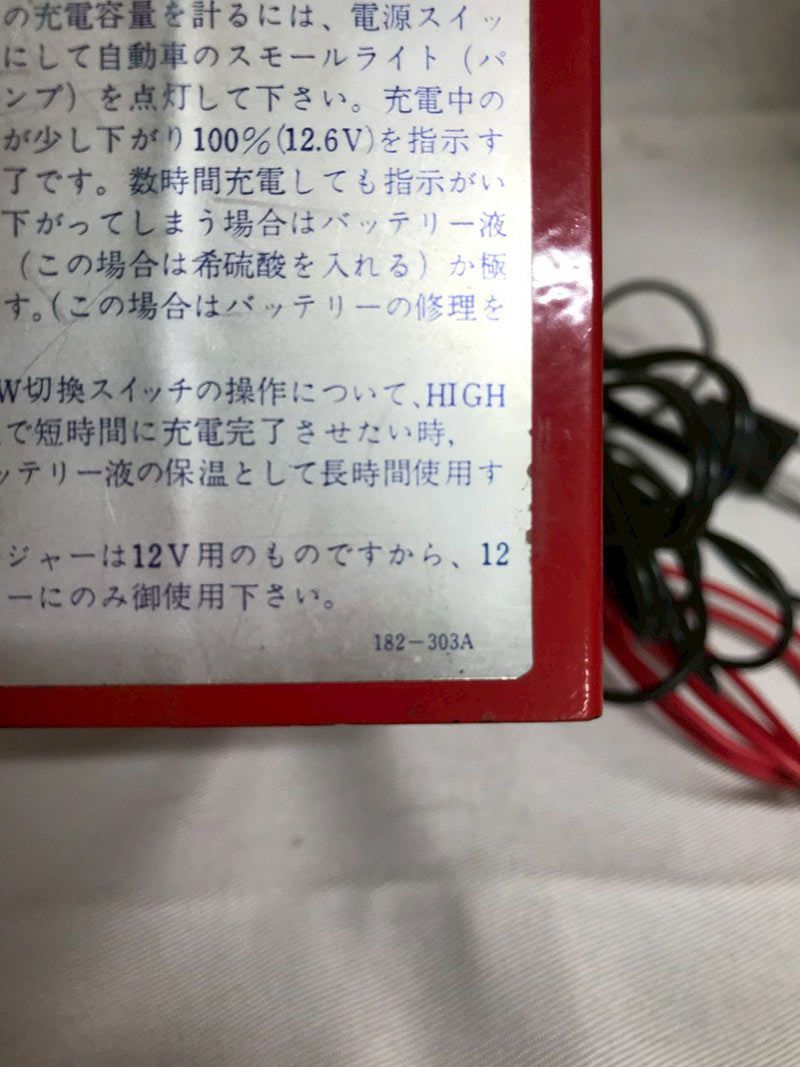 の充電容量を計るには、電源スイッ
にして自動車のスモールライト（パ
ンプ）を点灯して下さい。充電中の
が少し下がり100%(12.6V)を指示す
了です。数時間充電しても指示がい
下がってしまう場合はバッテリー液
（この場合は希硫酸を入れる）か極
す。(この場合はバッテリーの修理を
W切換スイッチの操作について、HIGH
で短時間に充電完了させたい時,
ッテリー液の保温として長時間使用す
ジャーは12V用のものですから、12
ーにのみ御使用下さい。
182-303A